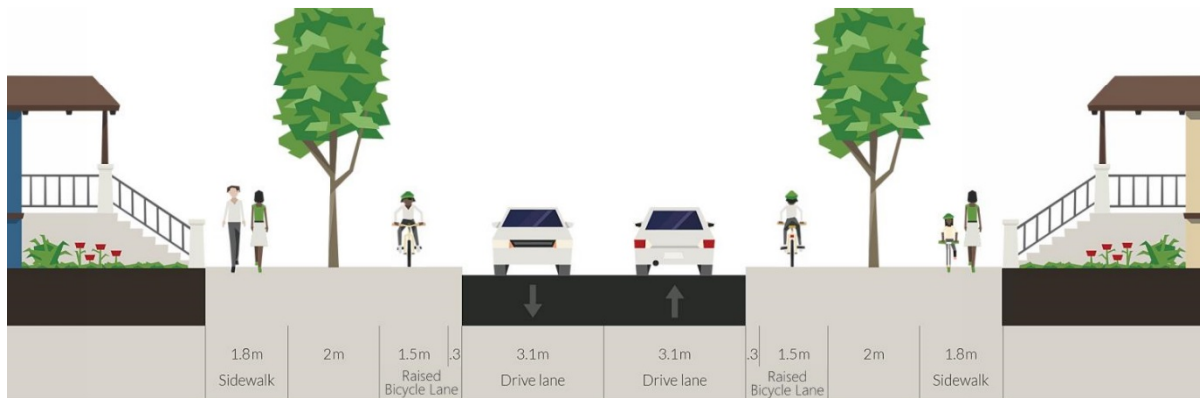 1.8m
Sidewalk
2m
1.5m
Raised
Bicycle Lane
.3
3.1m
Drive lane
3.1m
Drive lane
.3
1.5m
Raised
Bicycle Lane
2m
1.8m
Sidewalk